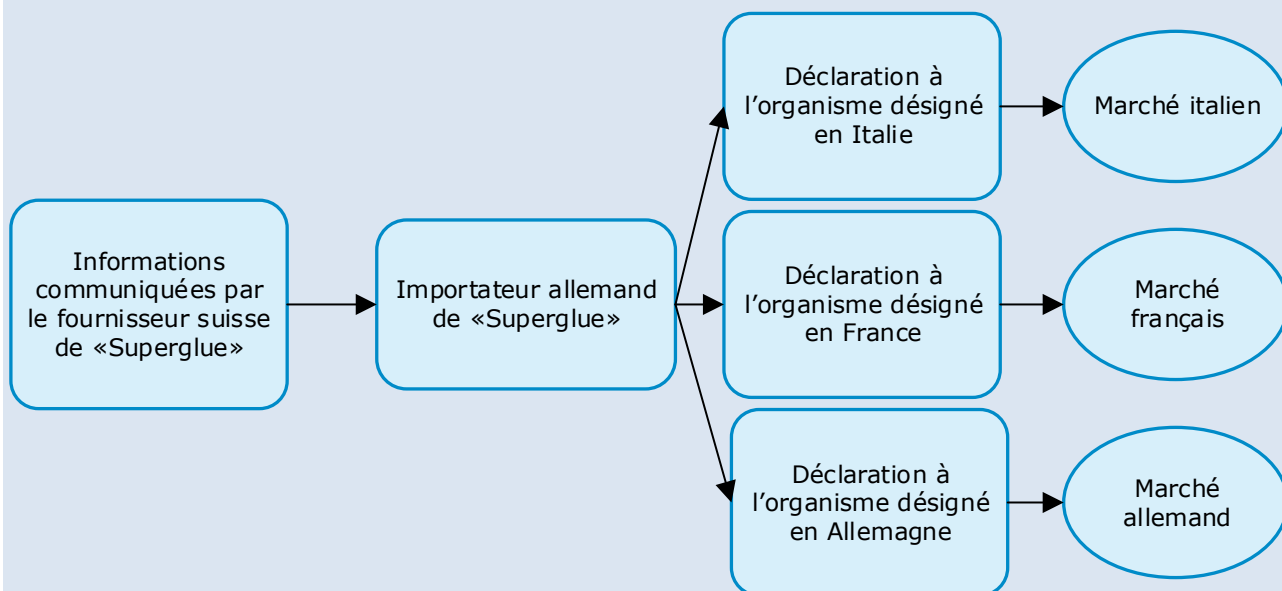 Informations
communiquées par
le fournisseur suisse
de «Superglue»
Importateur allemand
de «Superglue»
Déclaration à
l'organisme désigné
en Italie
Marché italien
Déclaration à
l'organisme désigné
en France
Marché
français
Déclaration à
l'organisme désigné
en Allemagne
Marché
allemand